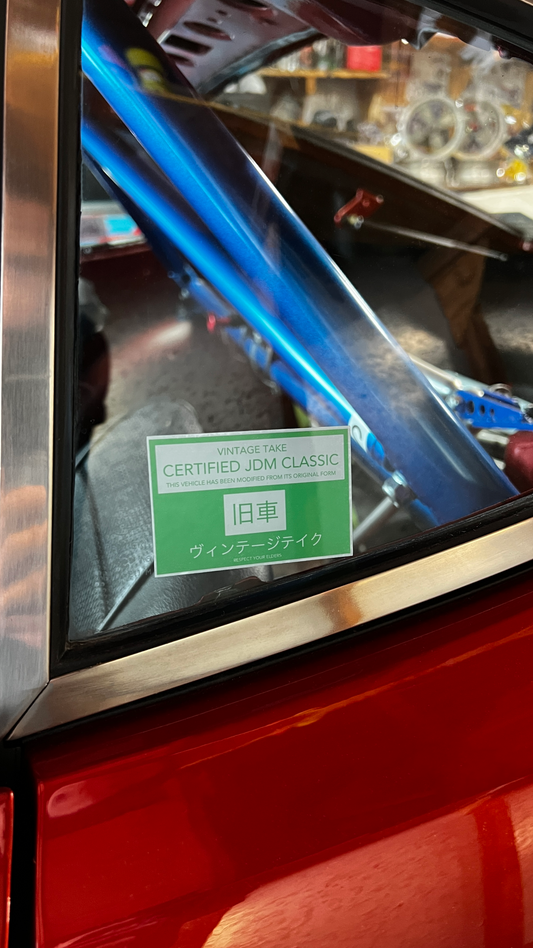 VINTAGE TAKE
CERTIFIED JDM CLASSIC
THIS VEHICLE HAS BEEN MODIFIED FROM ITS ORIGINAL FORM
旧車
ヴィンテージテイク
RESPECT YOUR ELDERS